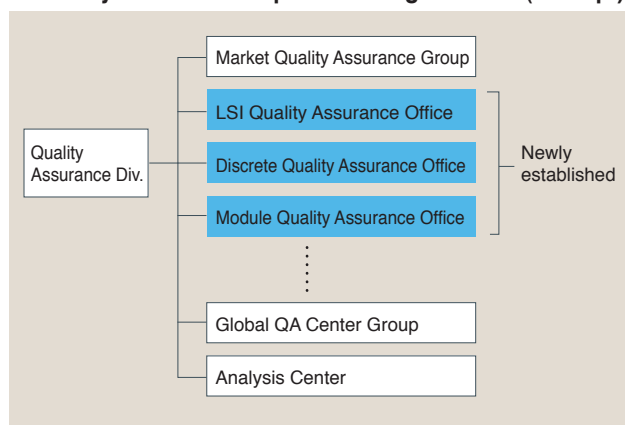 Market Quality Assurance Group
LSI Quality Assurance Office
Quality
Assurance Div.
Discrete Quality Assurance Office
Newly
established
Module Quality Assurance Office
Global QA Center Group
Analysis Center